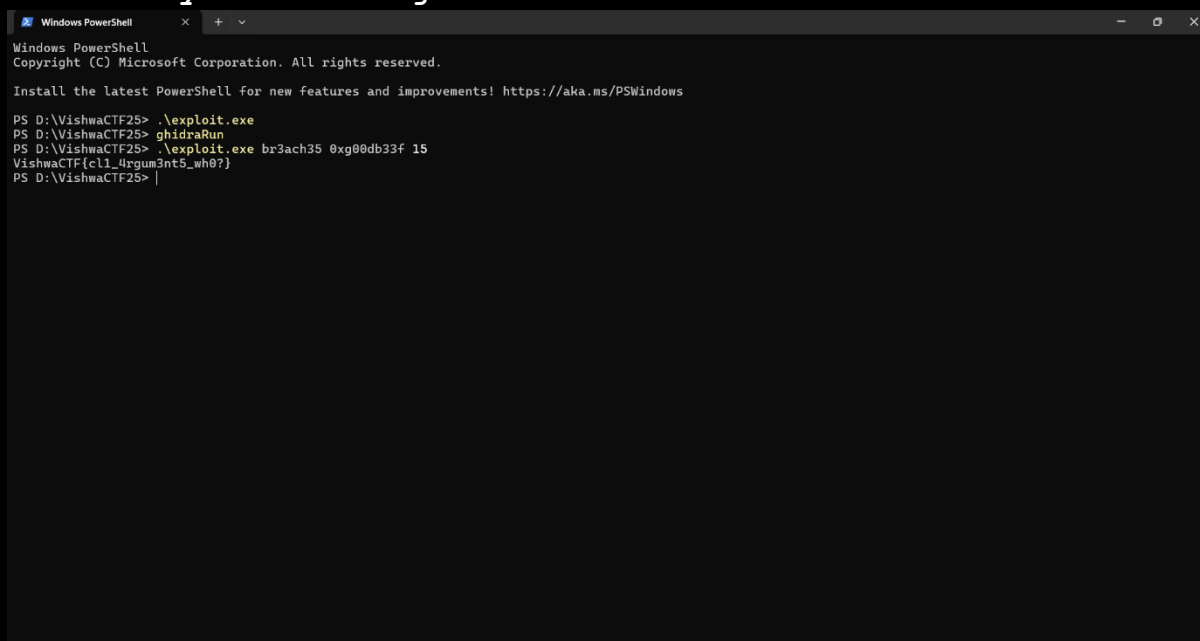 Windows PowerShell
Windows PowerShell
Copyright (C) Microsoft Corporation. All rights reserved.
Install the latest PowerShell for new features and improvements! https://aka.ms/PSWindows
PS D:\VishwaCTF25> .\exploit.exe
PS D:\VishwaCTF25> ghidraRun
PS D:\VishwaCTF25> .\exploit.exe br3ach35 0xg00db33f 15
VishwaCTF{cl1_4rgum3nt5_wh0?}
PS D:\VishwaCTF25>